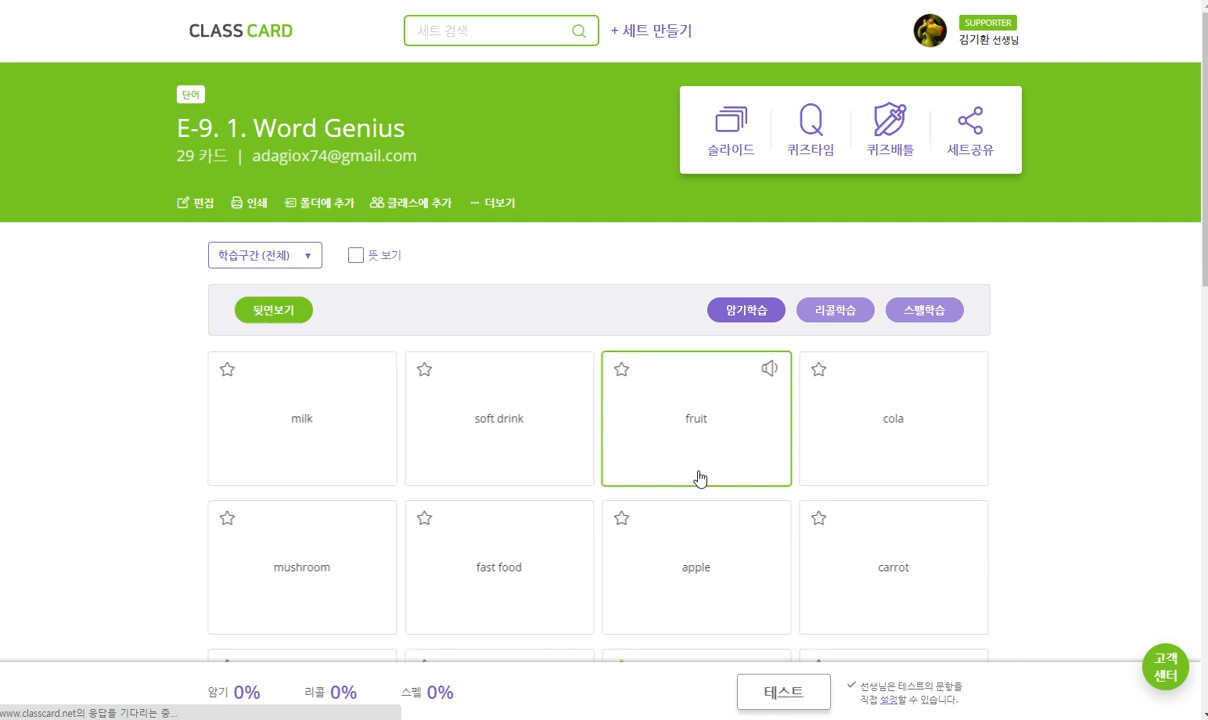 CLASS CARD
세트 검색
+ 세트 만들기
SUPPORTER
김기환 선생님
단어
E-9. 1. Word Genius
29 카드 | adagiox74@gmail.com
슬라이드
퀴즈타임
퀴즈배틀
세트공유
편집
인쇄
폴더에 추가
클래스에 추가
더보기
학습구간 (전체)
뜻 보기
뒷면보기
암기학습
리콜학습
스펠학습
milk
soft drink
fruit
cola
mushroom
fast food
apple
carrot
암기 0%
리콜 0%
스펠 0%
테스트
선생님은 테스트의 문항을
직접 설정할 수 있습니다.
고객
센터
www.classcard.net의 응답을 기다리는 중...